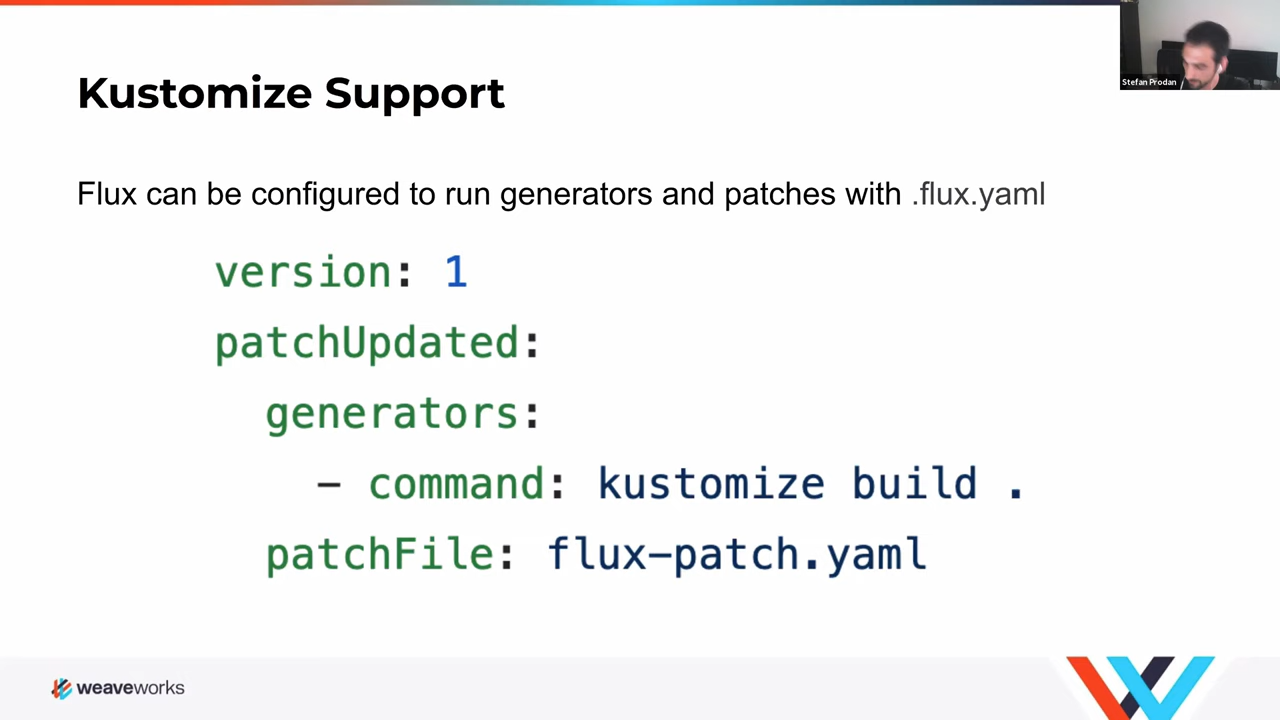 Kustomize Support
Stefan Prodan
Flux can be configured to run generators and patches with .flux.yaml
version: 1
patchUpdated:
generators:
- command: kustomize build .
patchFile: flux-patch.yaml
weaveworks